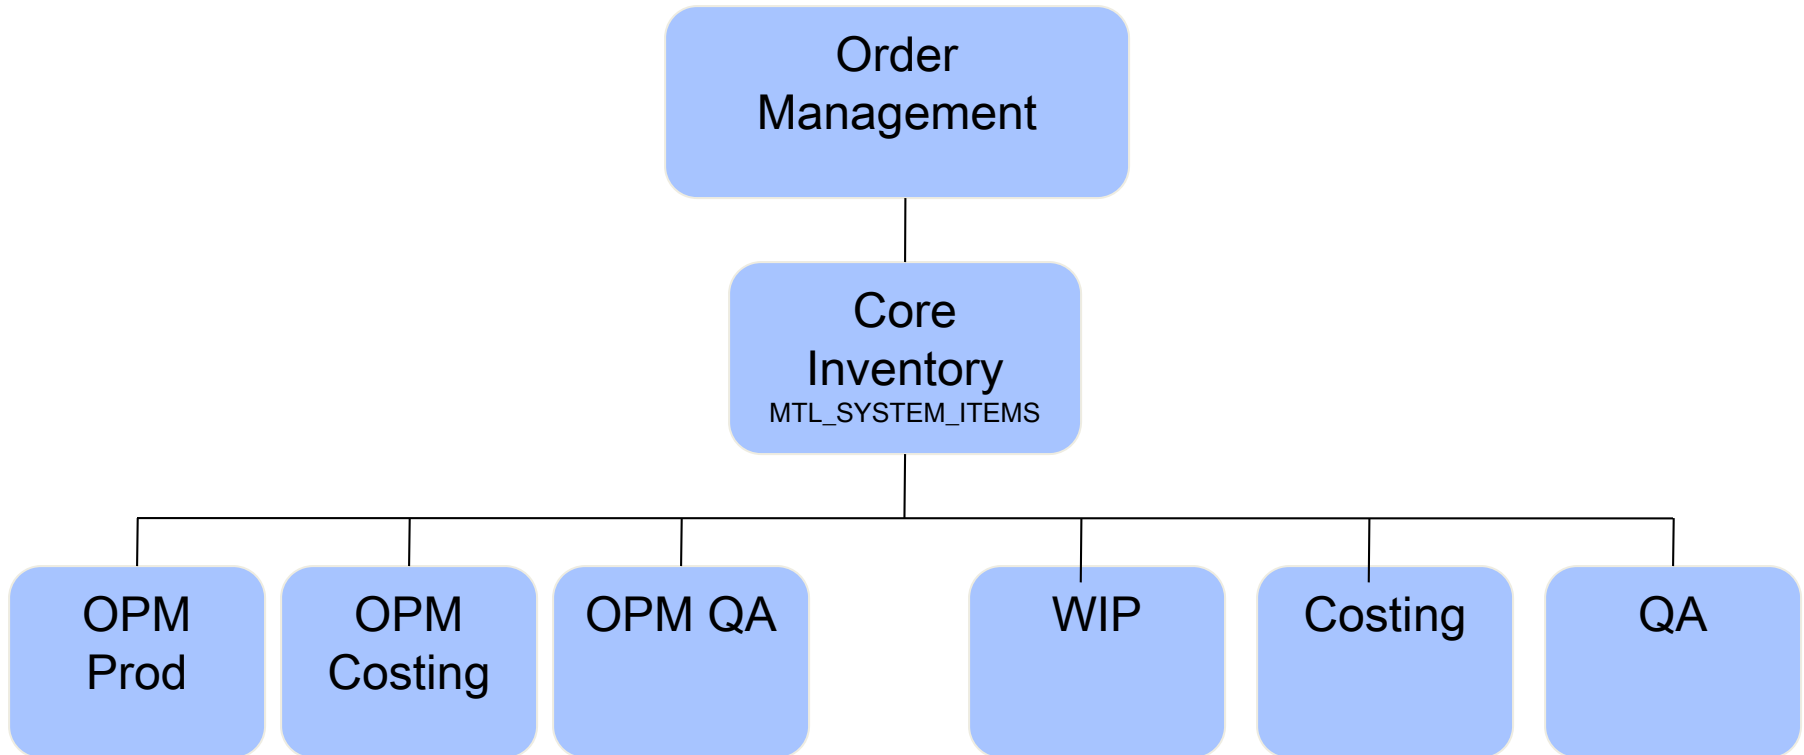 Order
Management
Core
Inventory
MTL_SYSTEM_ITEMS
OPM
Prod
OPM
Costing
OPM QA
WIP
Costing
QA